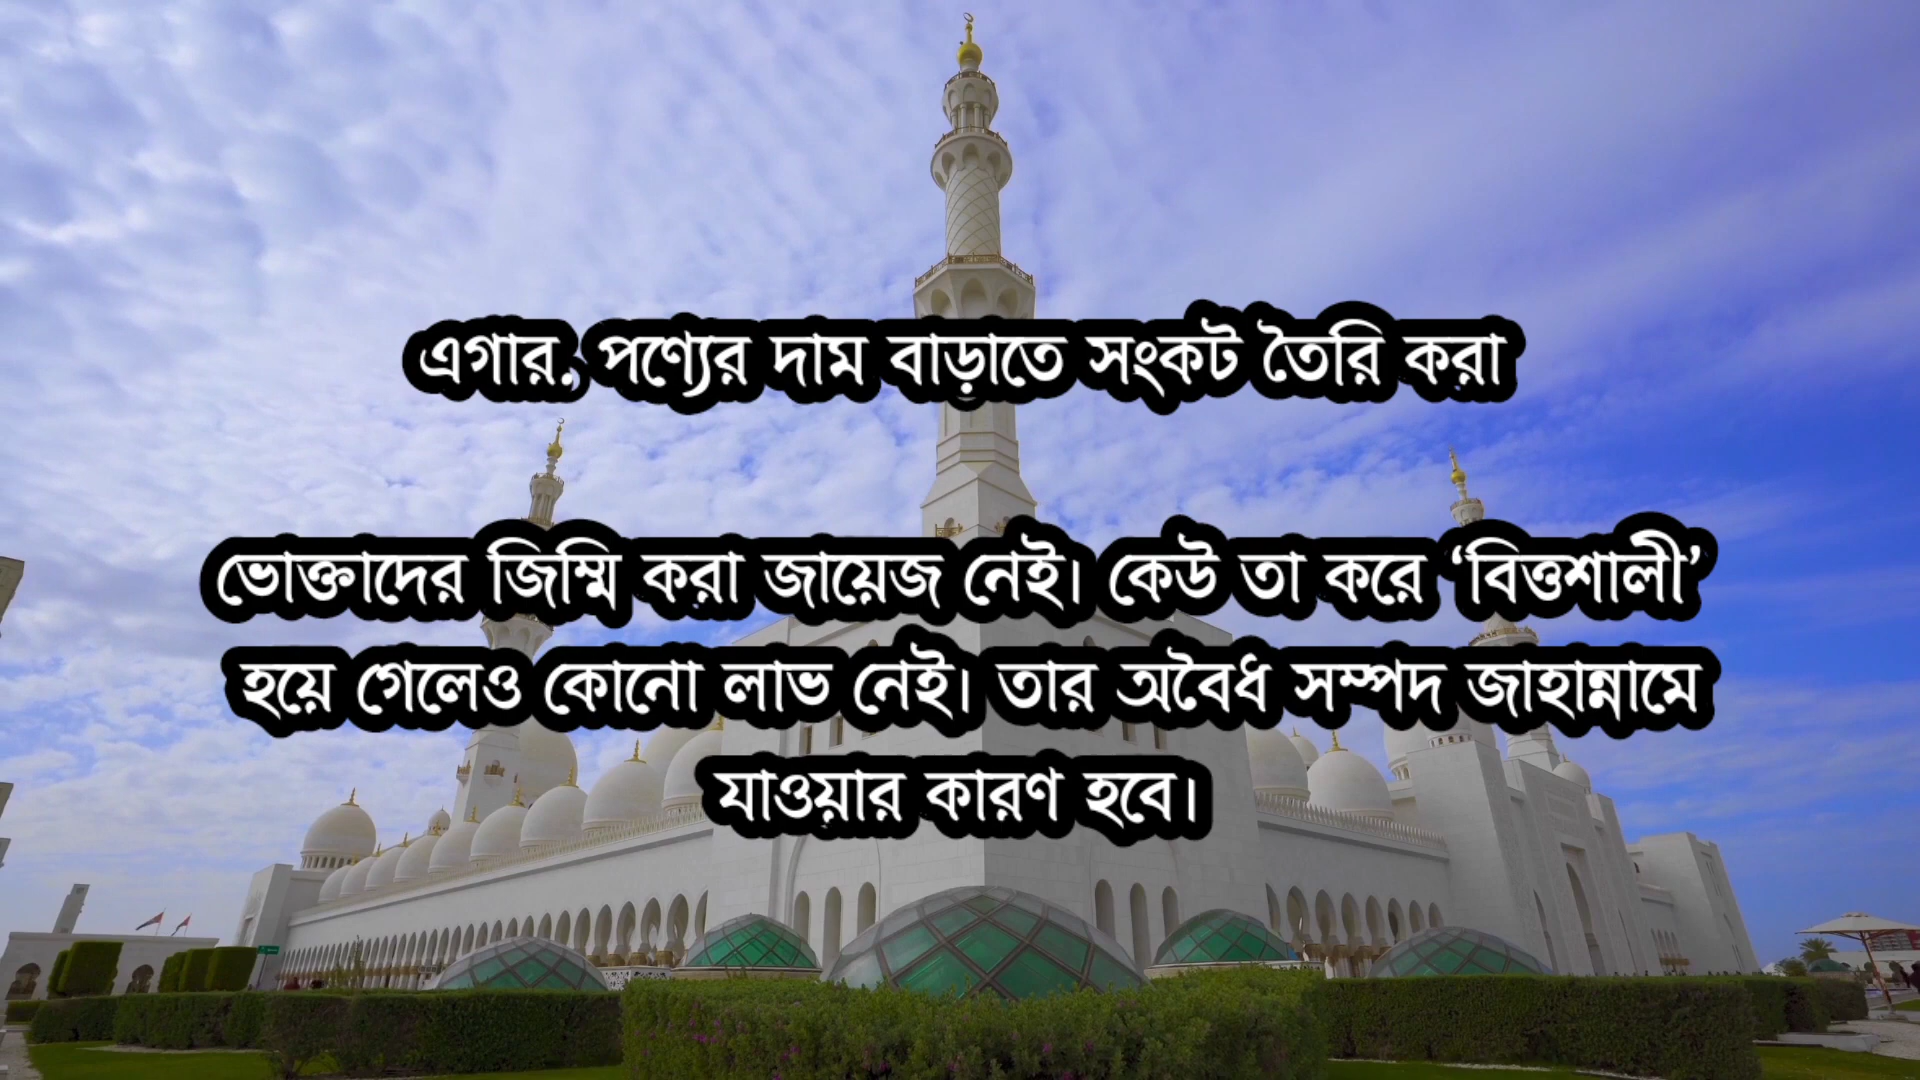 এগার. পণ্যের দাম বাড়াতে সংকট তৈরি করা
ভোক্তাদের জিম্মি করা জায়েজ নেই। কেউ তা করে ‘বিত্তশালী’
হয়ে গেলেও কোনো লাভ নেই। তার অবৈধ সম্পদ জাহান্নামে
যাওয়ার কারণ হবে।